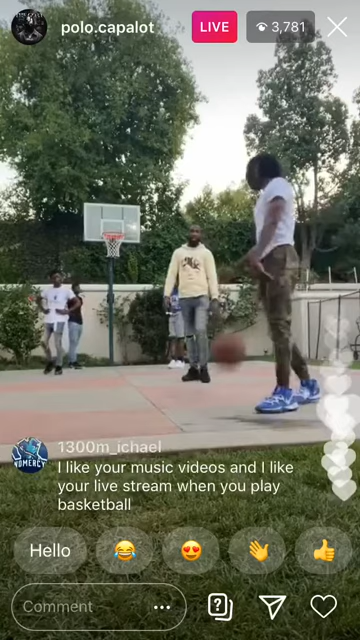 polo.capalot
LIVE
3,781
1300m_ichael
I like your music videos and I like
your live stream when you play
basketball
Hello
Comment
NOMERCY